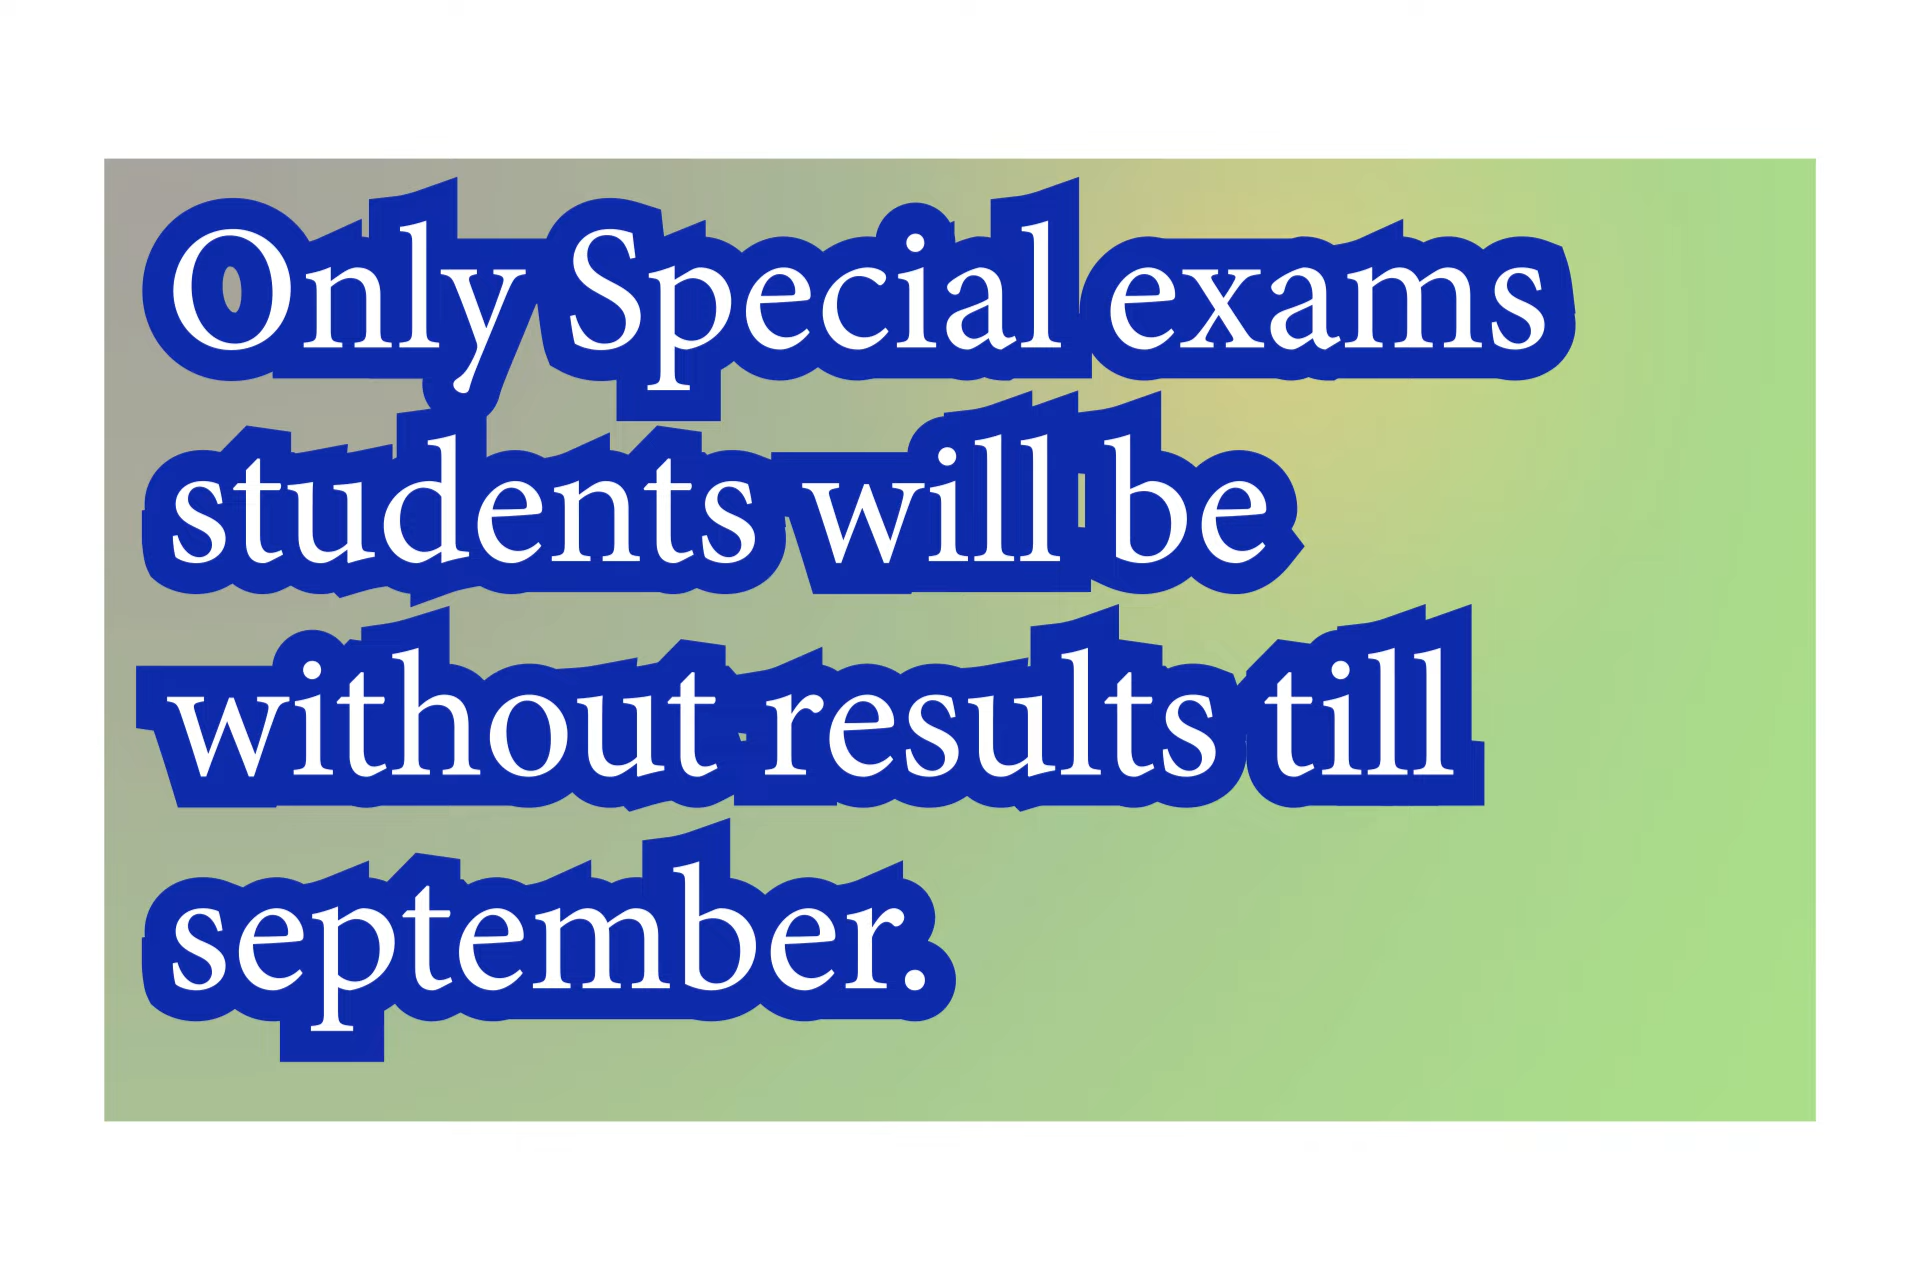 Only Special exams
students will be
without results till
september.